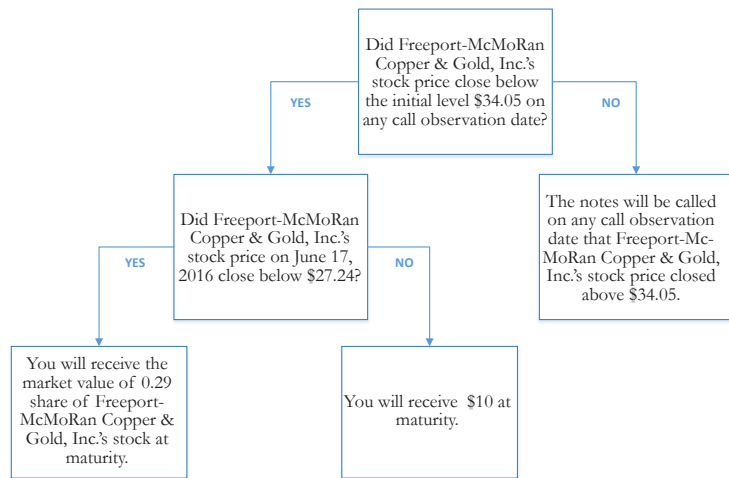 Did Freeport-McMoRan
Copper & Gold, Inc.'s
stock price close below
the initial level $34.05 on
any call observation date?
YES
NO
Did Freeport-McMoRan
Copper & Gold, Inc.'s
stock price on June 17,
2016 close below $27.24?
The notes will be called
on any call observation
date that Freeport-Mc-
MoRan Copper & Gold,
Inc.'s stock price closed
above $34.05.
YES
NO
You will receive the
market value of 0.29
share of Freeport-
McMoRan Copper &
Gold, Inc.'s stock at
maturity.
You will receive $10 at
maturity.